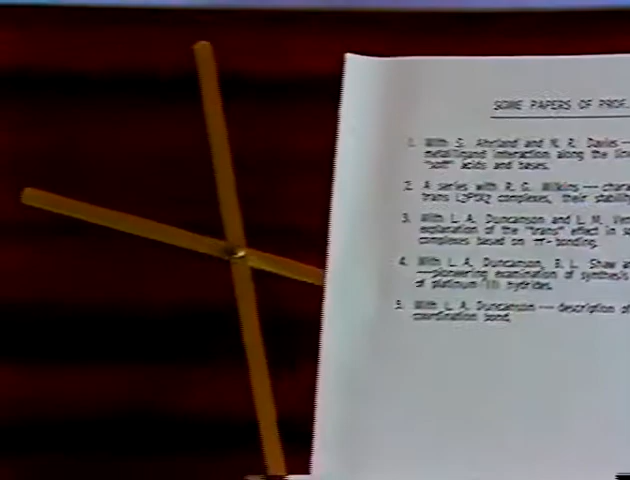 SOME PAPERS OF PROF.
1. With S. Ahrland and N. R. Davies —
metal/ligand interaction along the
"soft" acids and bases.
2. A series with R. G. Wilkins —
trans L2PtX2 complexes, their
3. With L. A. Duncanson and L. M.
explanation of the "trans" effect in
complexes based on π-bonding.
4. With L. A. Duncanson, B. L. Shaw
— pioneering examination of synthesis
of platinum (II) hydrides.
5. With L. A. Duncanson — description of
coordination bond.